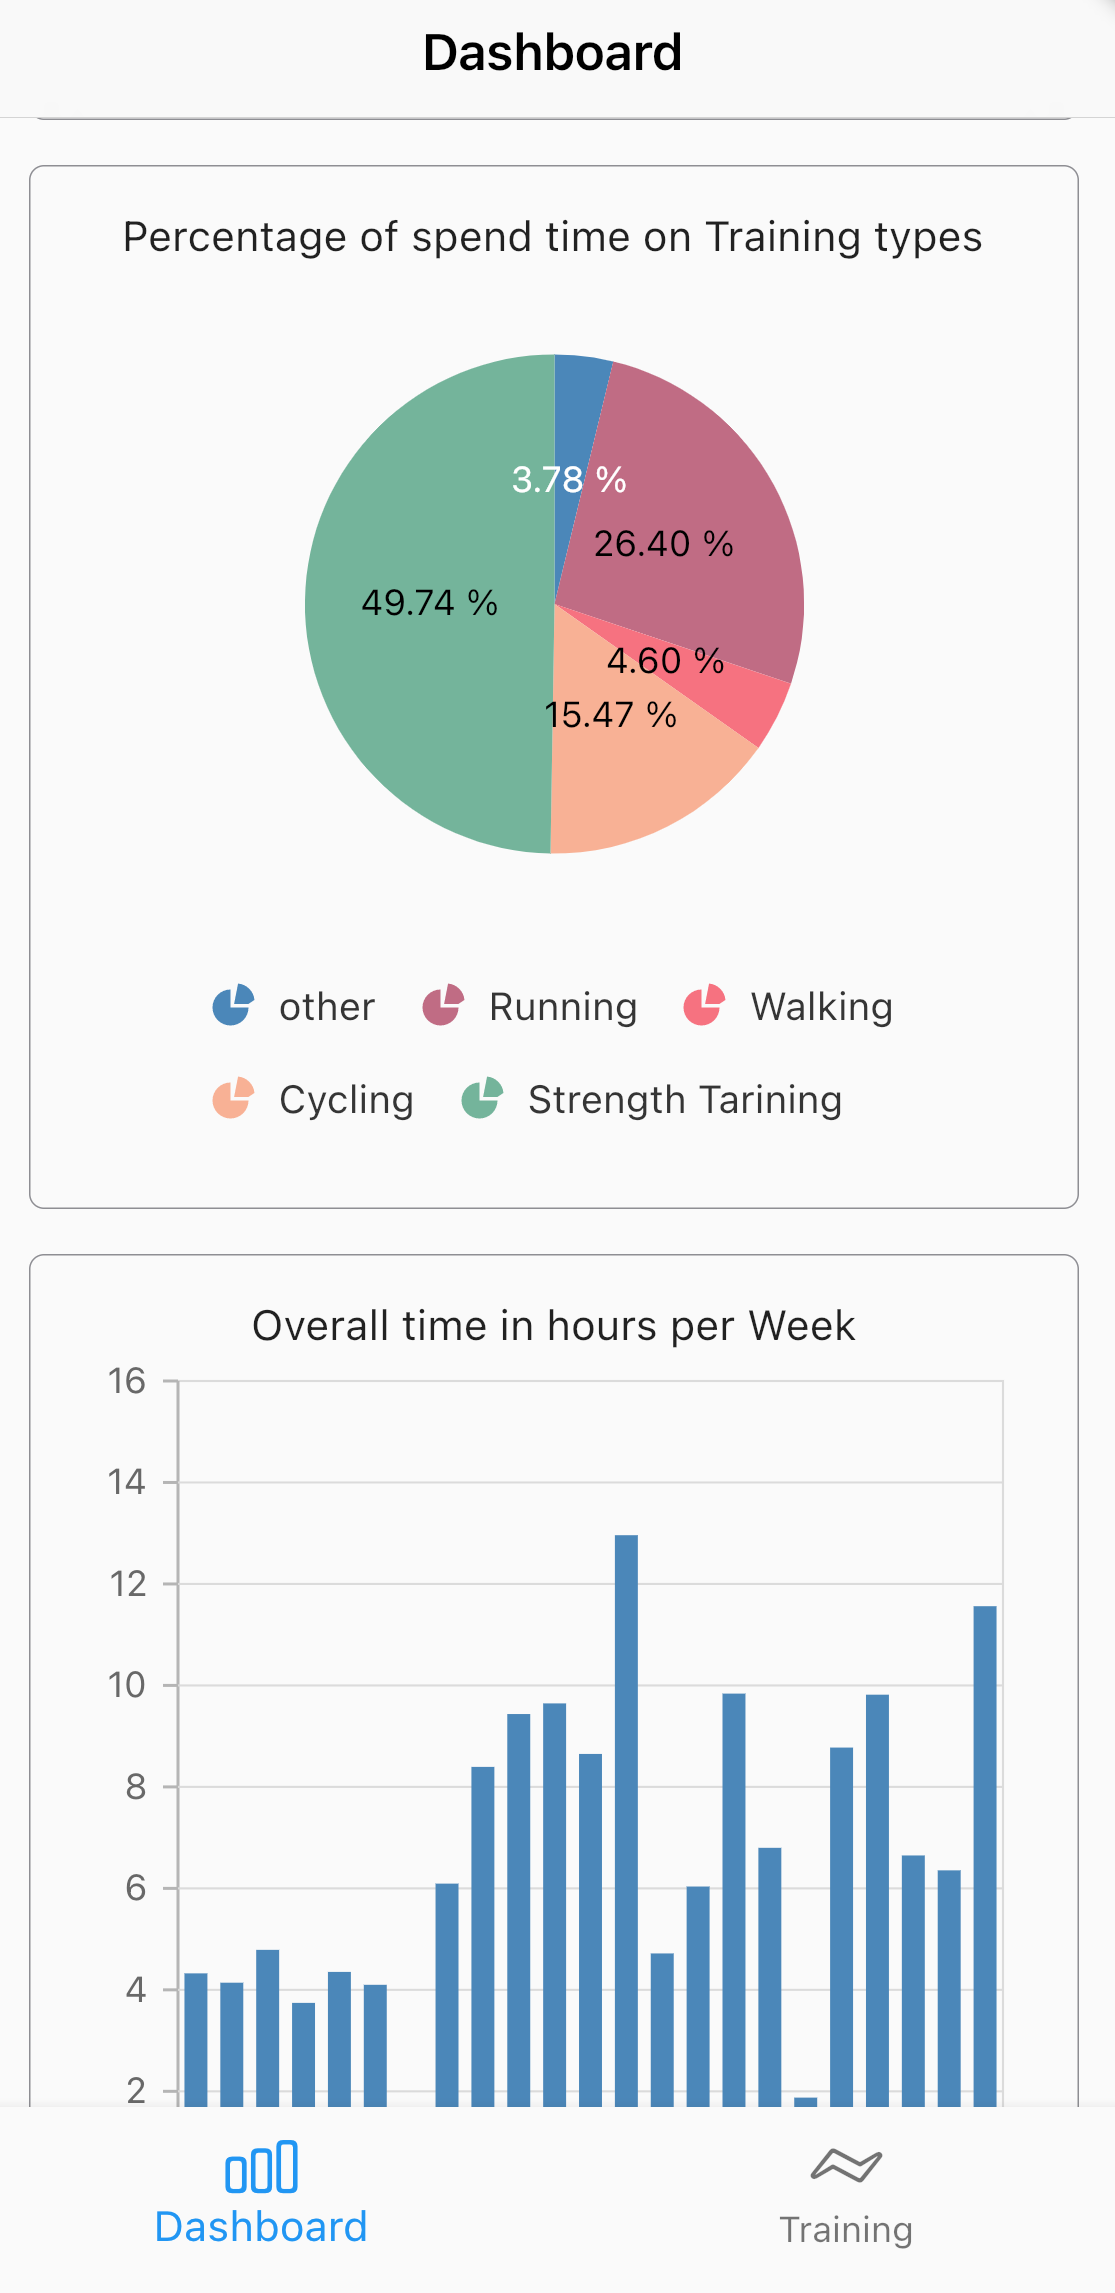 Dashboard
Percentage of spend time on Training types
3.78 %
26.40 %
49.74 %
4.60 %
15.47 %
other Running Walking
Cycling Strength Tarining
Overall time in hours per Week
16
14
12
10
8
6
4
2
Dashboard Training